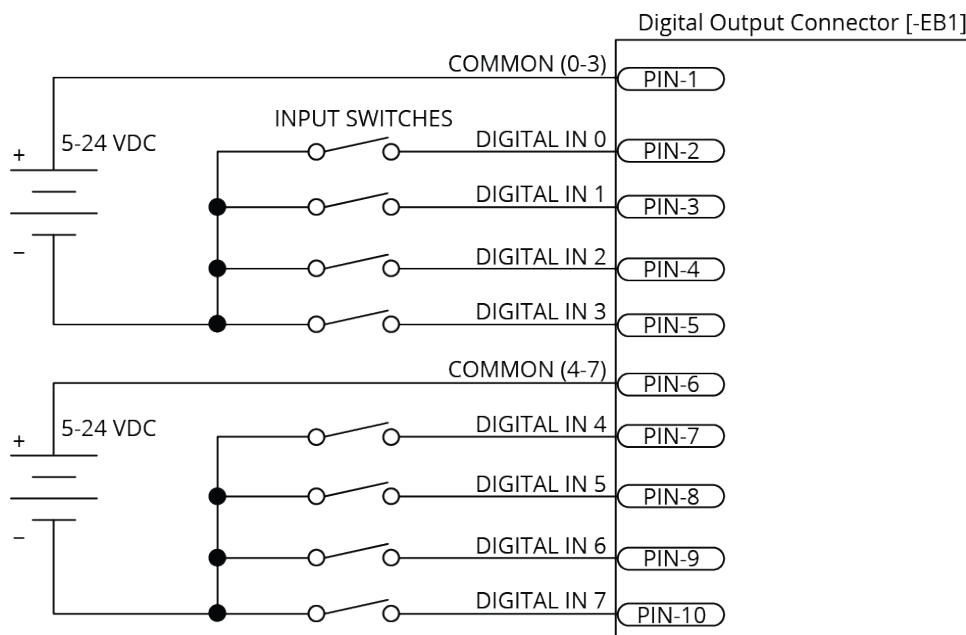 Digital Output Connector [-EB1]
COMMON (0-3)
PIN-1
INPUT SWITCHES
5-24 VDC
DIGITAL IN 0
+
PIN-2
DIGITAL IN 1
PIN-3
–
DIGITAL IN 2
PIN-4
DIGITAL IN 3
PIN-5
COMMON (4-7)
PIN-6
5-24 VDC
DIGITAL IN 4
+
PIN-7
DIGITAL IN 5
PIN-8
–
DIGITAL IN 6
PIN-9
DIGITAL IN 7
PIN-10